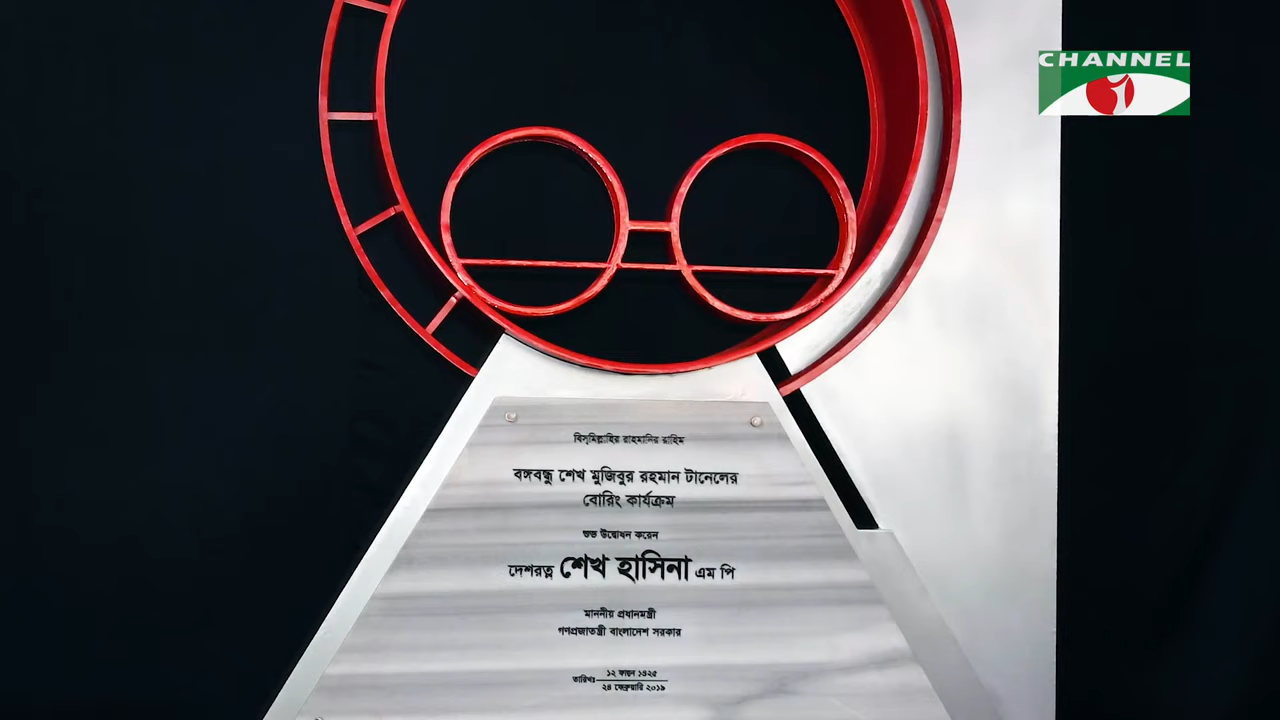 CHANNEL
বিস্‌মিল্লাহির রাহমানির রাহিম
বঙ্গবন্ধু শেখ মুজিবুর রহমান টানেলের
বোরিং কার্যক্রম
শুভ উদ্বোধন করেন
দেশরত্ন শেখ হাসিনা এম পি
মাননীয় প্রধানমন্ত্রী
গণপ্রজাতন্ত্রী বাংলাদেশ সরকার
১২ ফাল্গুন ১৪২৫
তারিখঃ
২৪ ফেব্রুয়ারি ২০১৯